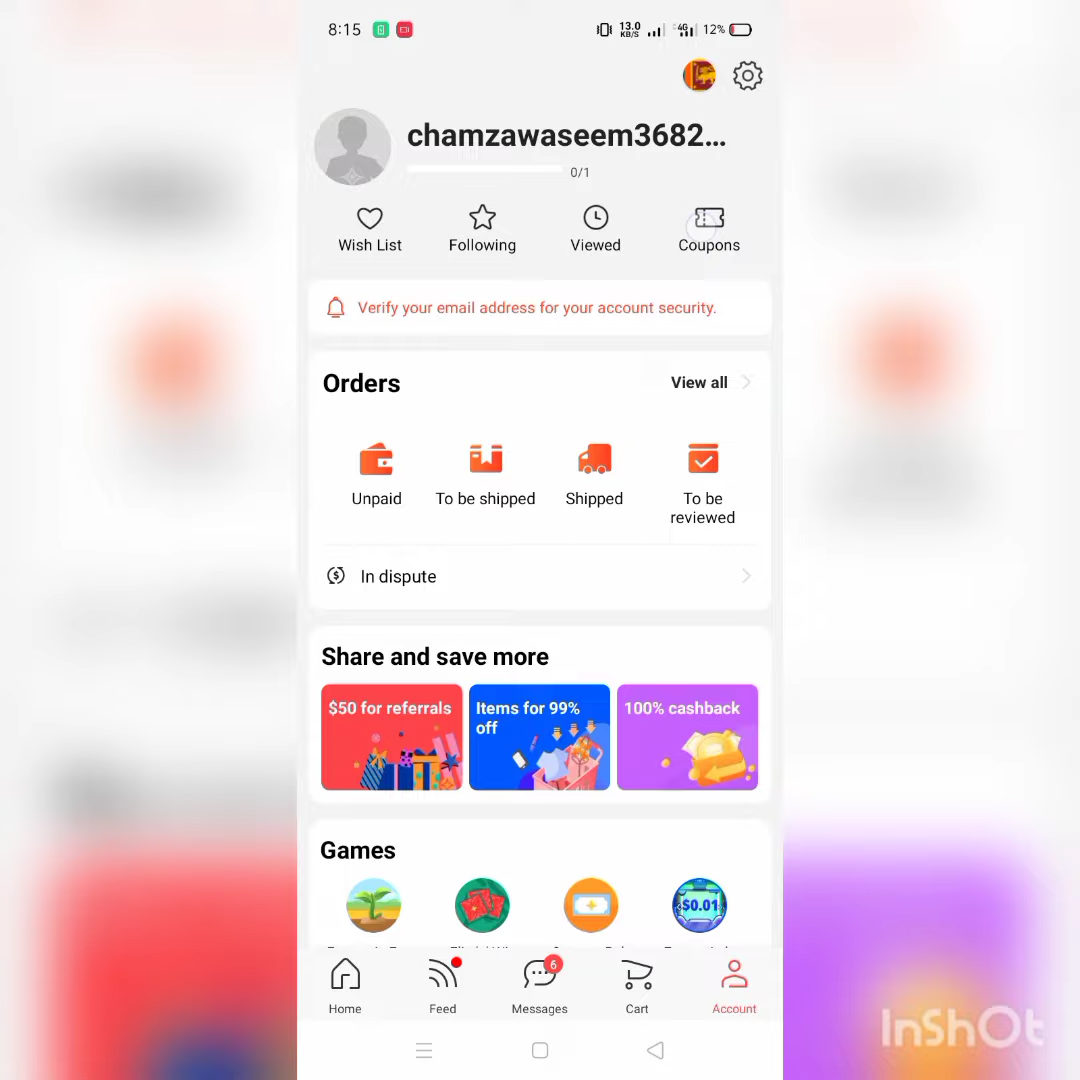 8:15
13.0
KB/S
4G
12%
chamzawaseem3682...
0/1
Wish List
Following
Viewed
Coupons
Verify your email address for your account security.
Orders
View all
Unpaid
To be shipped
Shipped
To be
reviewed
In dispute
Share and save more
$50 for referrals
Items for 99%
off
100% cashback
Games
$0.01
6
Home
Feed
Messages
Cart
Account
InShOt